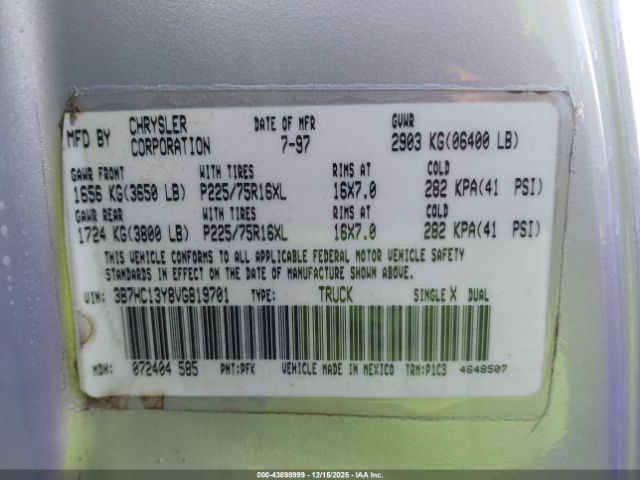 MFD BY CHRYSLER CORPORATION DATE OF MFR 7-97 GVWR 2903 KG(06400 LB)
GAWR FRONT WITH TIRES RIMS AT COLD
1656 KG(3650 LB) P225/75R16XL 16X7.0 282 KPA(41 PSI)
GAWR REAR WITH TIRES RIMS AT COLD
1724 KG(3800 LB) P225/75R16XL 16X7.0 282 KPA(41 PSI)
THIS VEHICLE CONFORMS TO ALL APPLICABLE FEDERAL MOTOR VEHICLE SAFETY
STANDARDS IN EFFECT ON THE DATE OF MANUFACTURE SHOWN ABOVE.
VIN: 3B7HC13Y8VG819701 TYPE: TRUCK SINGLE X DUAL
MDH: 072404 585 PNT:PFK VEHICLE MADE IN MEXICO TRM:P1C3 4648507
000-43898999 - 12/15/2025 - IAA Inc.